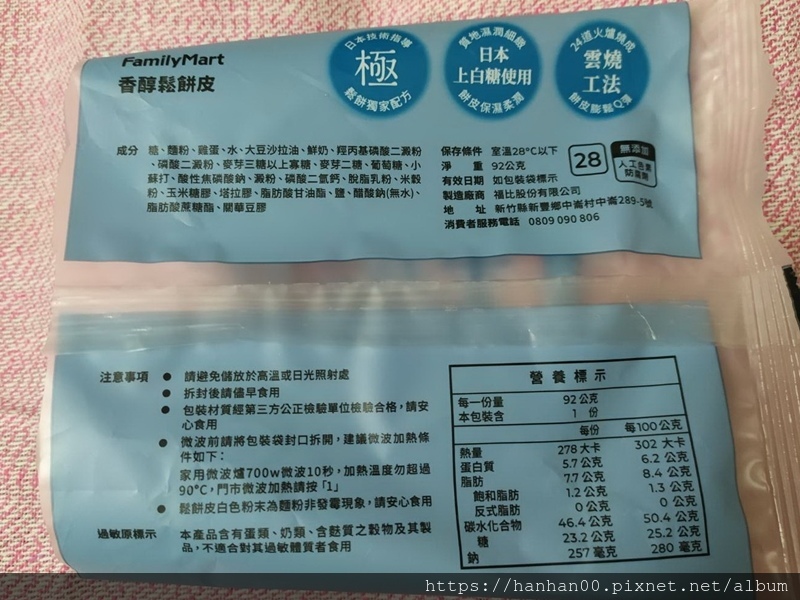 FamilyMart
香醇鬆餅皮
日本技術指導
極
鬆餅獨家配方
質地濕潤細緻
日本
上白糖使用
餅皮保濕柔潤
24道火爐燒成
雲燒
工法
餅皮膨鬆Q彈
成分 糖、麵粉、雞蛋、水、大豆沙拉油、鮮奶、羥丙基磷酸二澱粉
、磷酸二澱粉、麥芽三糖以上寡糖、麥芽二糖、葡萄糖、小
蘇打、酸性焦磷酸鈉、澱粉、磷酸二氫鈣、脫脂乳粉、米穀
粉、玉米糖膠、塔拉膠、脂肪酸甘油酯、鹽、醋酸鈉(無水)、
脂肪酸蔗糖酯、關華豆膠
保存條件 室溫28°C以下
淨 重 92公克
有效日期 如包裝袋標示
製造廠商 福比股份有限公司
地 址 新竹縣新豐鄉中崙村中崙289-5號
消費者服務電話 0809 090 806
28
無添加
人工色素
防腐劑
注意事項 ● 請避免儲放於高溫或日光照射處
● 拆封後請儘早食用
● 包裝材質經第三方公正檢驗單位檢驗合格，請安
心食用
● 微波前請將包裝袋封口拆開，建議微波加熱條
件如下：
家用微波爐700w微波10秒，加熱溫度勿超過
90°C，門市微波加熱請按「1」
● 鬆餅皮白色粉末為麵粉非發霉現象，請安心食用
過敏原標示 本產品含有蛋類、奶類、含麩質之穀物及其製
品，不適合對其過敏體質者食用
營養標示
每一份量 92 公克
本包裝含 1 份
每份 每100公克
熱量 278 大卡 302 大卡
蛋白質 5.7 公克 6.2 公克
脂肪 7.7 公克 8.4 公克
飽和脂肪 1.2 公克 1.3 公克
反式脂肪 0 公克 0 公克
碳水化合物 46.4 公克 50.4 公克
糖 23.2 公克 25.2 公克
鈉 257 毫克 280 毫克
https://hanhan00.pixnet.net/album